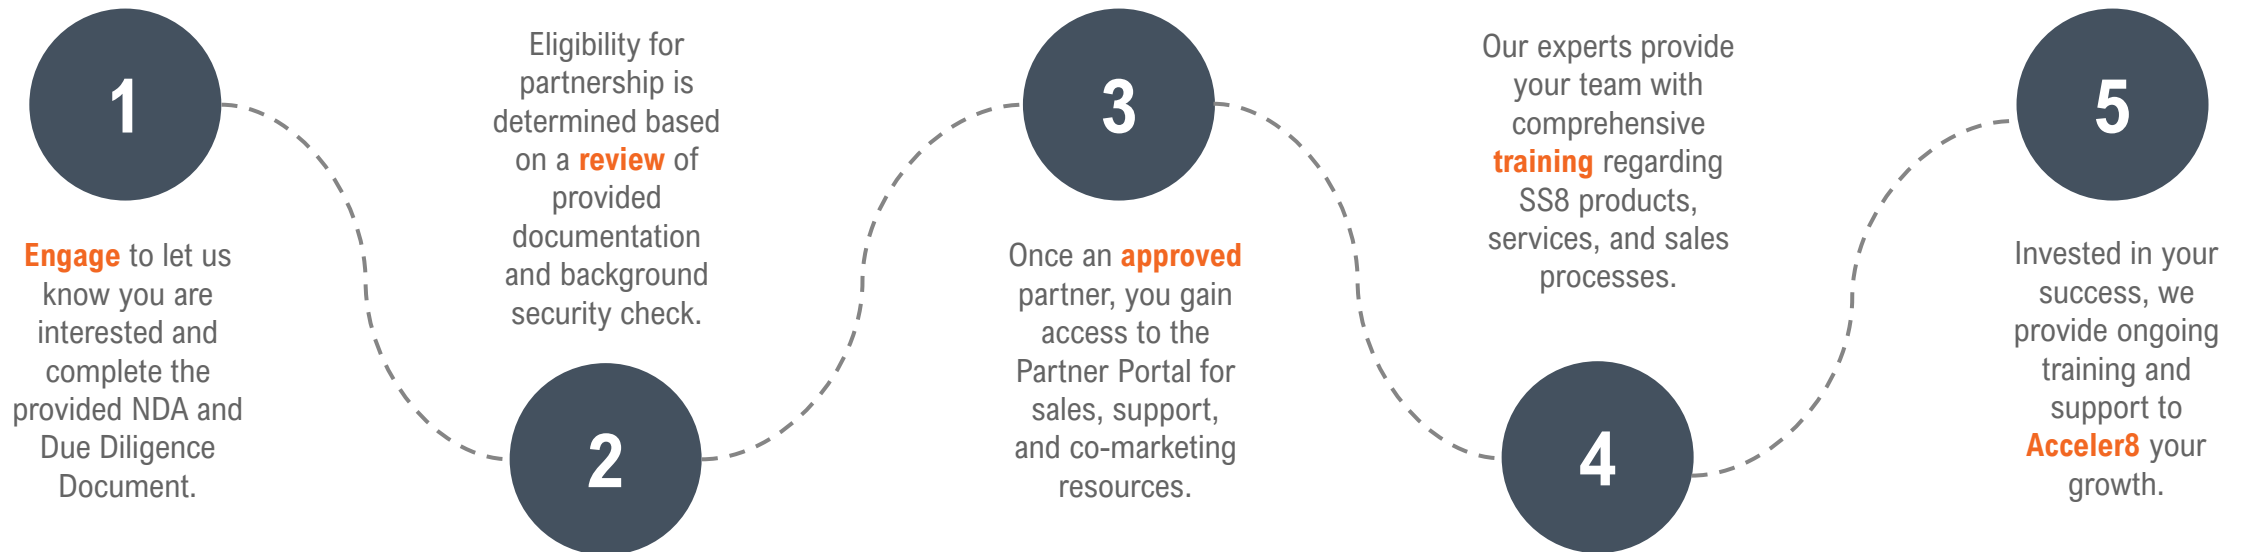 1
Engage to let us
know you are
interested and
complete the
provided NDA and
Due Diligence
Document.
Eligibility for
partnership is
determined based
on a review of
provided
documentation
and background
security check.
2
3
Once an approved
partner, you gain
access to the
Partner Portal for
sales, support,
and co-marketing
resources.
Our experts provide
your team with
comprehensive
training regarding
SS8 products,
services, and sales
processes.
4
5
Invested in your
success, we
provide ongoing
training and
support to
Acceler8 your
growth.